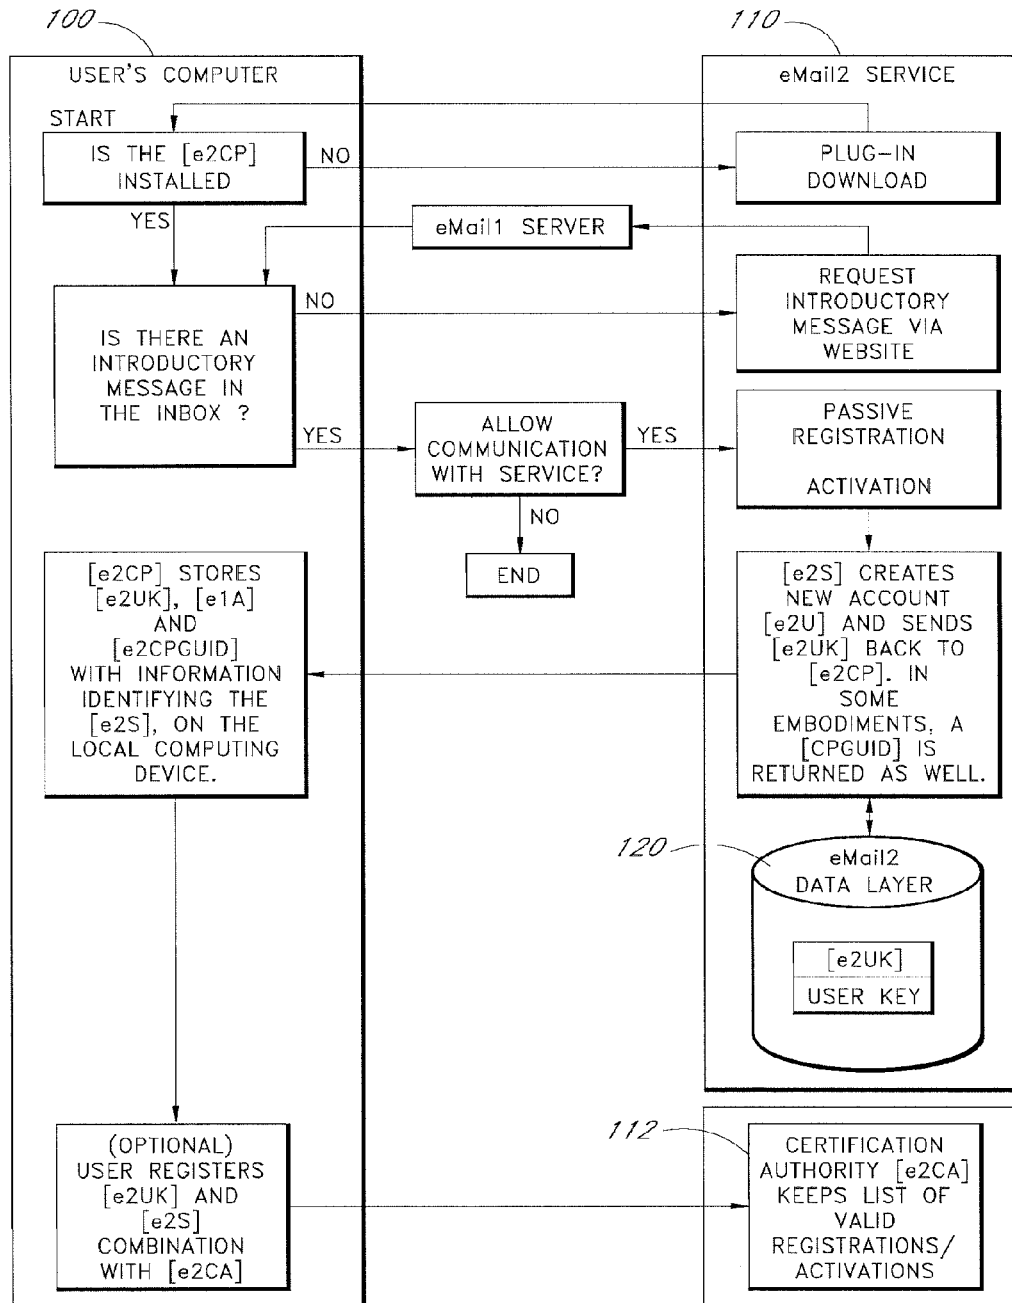 100
110
USER'S COMPUTER
eMail2 SERVICE
START
IS THE [e2CP]
INSTALLED
NO
PLUG-IN
DOWNLOAD
YES
eMail1 SERVER
IS THERE AN
INTRODUCTORY
MESSAGE IN
THE INBOX ?
NO
REQUEST
INTRODUCTORY
MESSAGE VIA
WEBSITE
YES
ALLOW
COMMUNICATION
WITH SERVICE?
YES
PASSIVE
REGISTRATION
ACTIVATION
NO
END
[e2CP] STORES
[e2UK], [e1A]
AND
[e2CPGUID]
WITH INFORMATION
IDENTIFYING THE
[e2S], ON THE
LOCAL COMPUTING
DEVICE.
[e2S] CREATES
NEW ACCOUNT
[e2U] AND SENDS
[e2UK] BACK TO
[e2CP]. IN
SOME
EMBODIMENTS, A
[CPGUID] IS
RETURNED AS WELL.
120
eMail2
DATA LAYER
[e2UK]
USER KEY
(OPTIONAL)
USER REGISTERS
[e2UK] AND
[e2S]
COMBINATION
WITH [e2CA]
112
CERTIFICATION
AUTHORITY [e2CA]
KEEPS LIST OF
VALID
REGISTRATIONS/
ACTIVATIONS